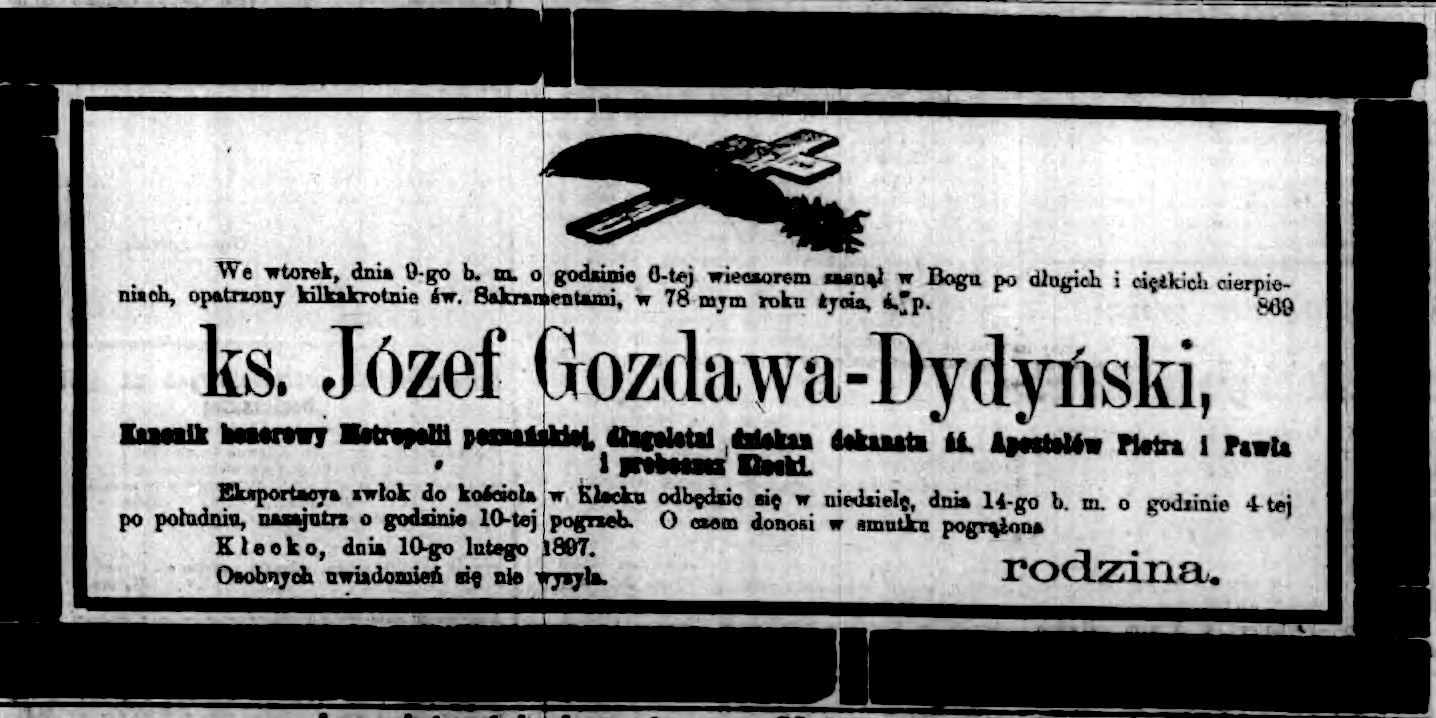 We wtorek, dnia 9-go b. m. o godzinie 6-tej wieczorem zasnął w Bogu po długich i ciężkich cierpie-
niach, opatrzony kilkakrotnie św. Sakramentami, w 78 mym roku życia, ś. p. 869
ks. Józef Gozdawa-Dydyński,
Kanonik honorowy Metropolii poznańskiej, długoletni dziekan dekanatu śś. Apostołów Pietra i Pawła
i proboszcz Kłecki.
Eksportacya zwłok do kościoła w Kłecku odbędzie się w niedzielę, dnia 14-go b. m. o godzinie 4-tej
po południu, nazajutrz o godzinie 10-tej pogrzeb. O czem donosi w smutku pogrążona
Kłecko, dnia 10-go lutego 1897.
Osobnych uwiadomień się nie wysyła.
rodzina.